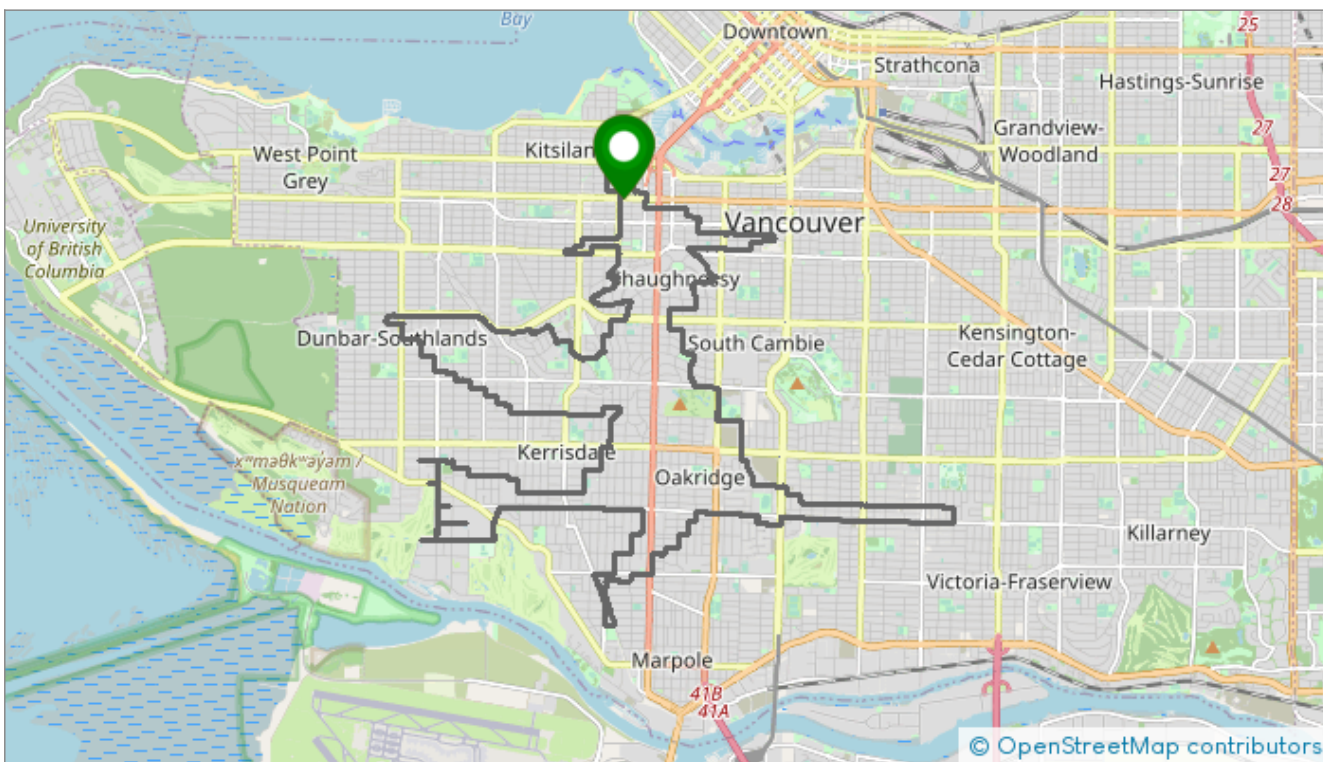 Bay
Downtown
25
Strathcona
Hastings-Sunrise
Grandview-
Woodland
27
West Point
Grey
Kitsilan
27
28
University
of British
Columbia
Vancouver
Shaughnessy
Dunbar-Southlands
South Cambie
Kensington-
Cedar Cottage
Kerrisdale
xʷməθkʷəy̓əm /
Musqueam
Nation
Oakridge
Killarney
Victoria-Fraserview
Marpole
41B
41A
© OpenStreetMap contributors